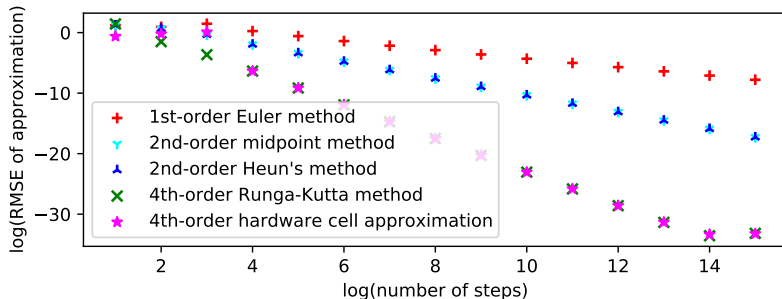 log(RMSE of approximation)
0
−10
−20
−30
1st-order Euler method
2nd-order midpoint method
2nd-order Heun's method
4th-order Runga-Kutta method
4th-order hardware cell approximation
2
4
6
8
10
12
14
log(number of steps)